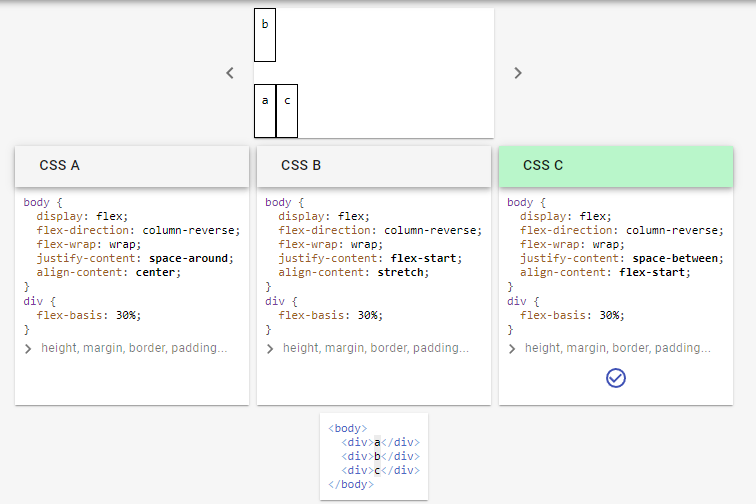 b
a c
CSS A
body {
display: flex;
flex-direction: column-reverse;
flex-wrap: wrap;
justify-content: space-around;
align-content: center;
}
div {
flex-basis: 30%;
}
height, margin, border, padding...
CSS B
body {
display: flex;
flex-direction: column-reverse;
flex-wrap: wrap;
justify-content: flex-start;
align-content: stretch;
}
div {
flex-basis: 30%;
}
height, margin, border, padding...
CSS C
body {
display: flex;
flex-direction: column-reverse;
flex-wrap: wrap;
justify-content: space-between;
align-content: flex-start;
}
div {
flex-basis: 30%;
}
height, margin, border, padding...
<body>
<div>a</div>
<div>b</div>
<div>c</div>
</body>